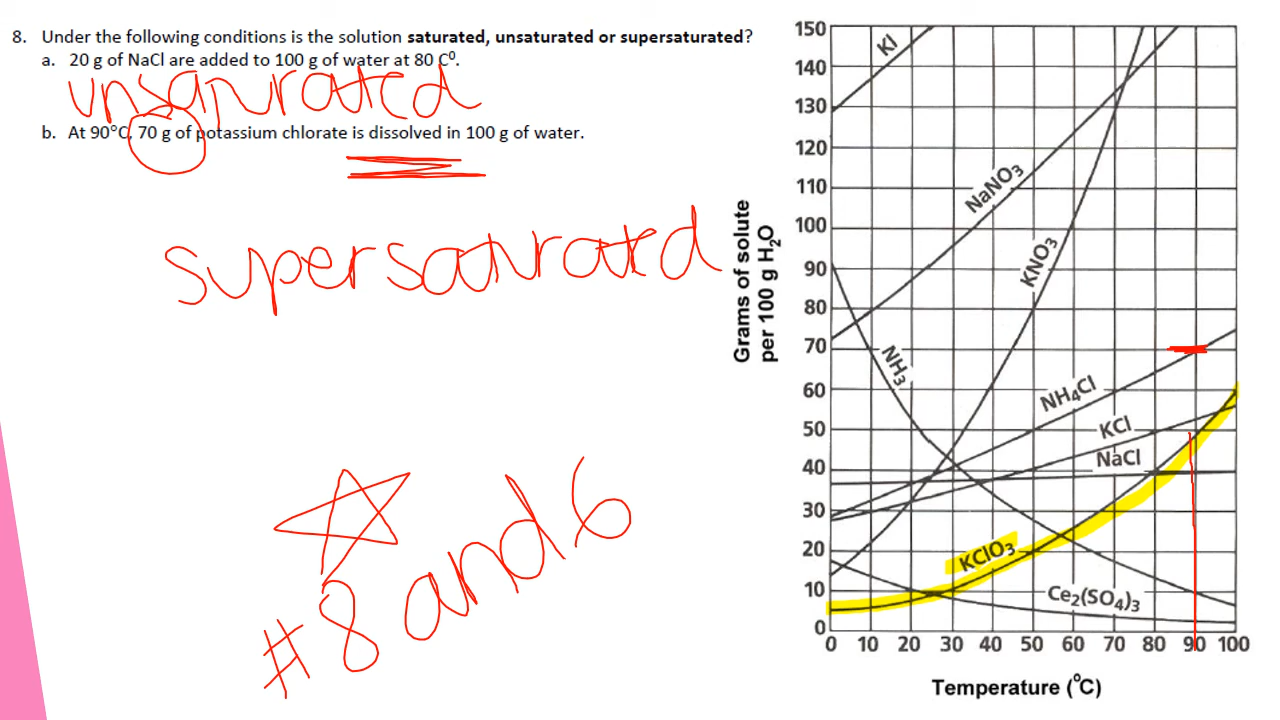 8. Under the following conditions is the solution saturated, unsaturated or supersaturated?
a. 20 g of NaCl are added to 100 g of water at 80 C⁰.
unsaturated
b. At 90°C, 70 g of potassium chlorate is dissolved in 100 g of water.
supersaturated
#8 and 6
Grams of solute
per 100 g H₂O
150
140
130
120
110
100
90
80
70
60
50
40
30
20
10
0
KI
NaNO₃
KNO₃
NH₃
NH₄Cl
KCl
NaCl
KClO₃
Ce₂(SO₄)₃
0 10 20 30 40 50 60 70 80 90 100
Temperature (°C)